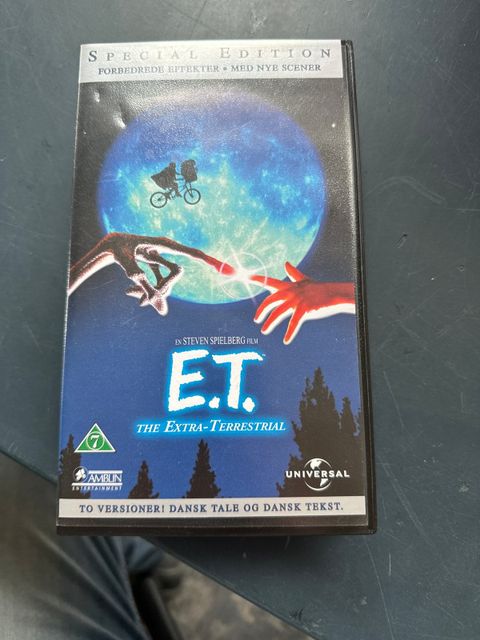 SPECIAL EDITION
FORBEDREDE EFFEKTER • MED NYE SCENER
EN STEVEN SPIELBERG FILM
E.T.™
THE EXTRA-TERRESTRIAL
7
AMBLIN
ENTERTAINMENT
UNIVERSAL
TO VERSIONER! DANSK TALE OG DANSK TEKST.